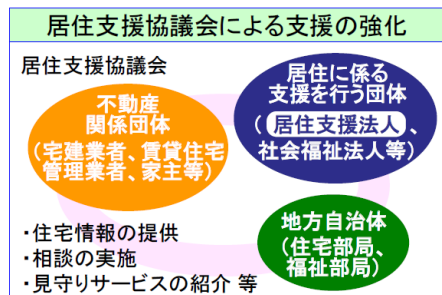 居住支援協議会による支援の強化
居住支援協議会
不動産
関係団体
(宅建業者、賃貸住宅
管理業者、家主等)
居住に係る
支援を行う団体
(居住支援法人、
社会福祉法人等)
地方自治体
(住宅部局、
福祉部局)
・住宅情報の提供
・相談の実施
・見守りサービスの紹介 等